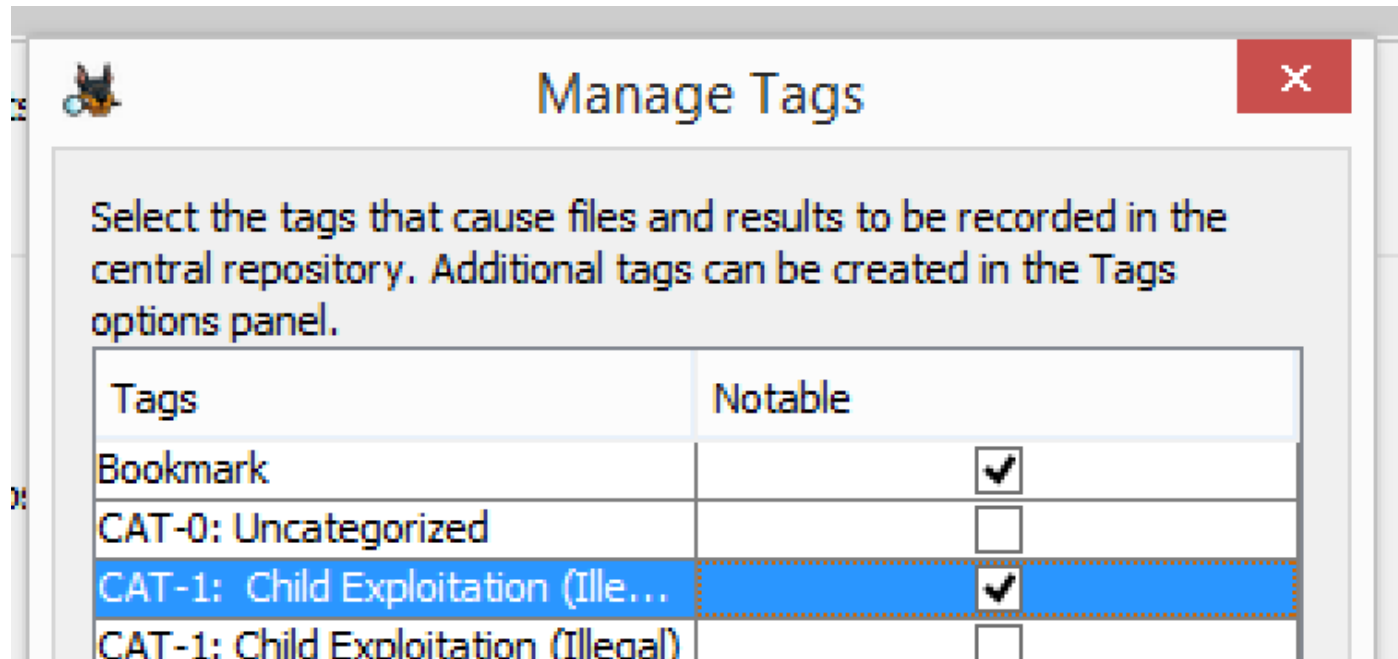 Manage Tags
Select the tags that cause files and results to be recorded in the
central repository. Additional tags can be created in the Tags
options panel.
Tags Notable
Bookmark
CAT-0: Uncategorized
CAT-1:  Child Exploitation (Ille...
CAT-1: Child Exploitation (Illegal)